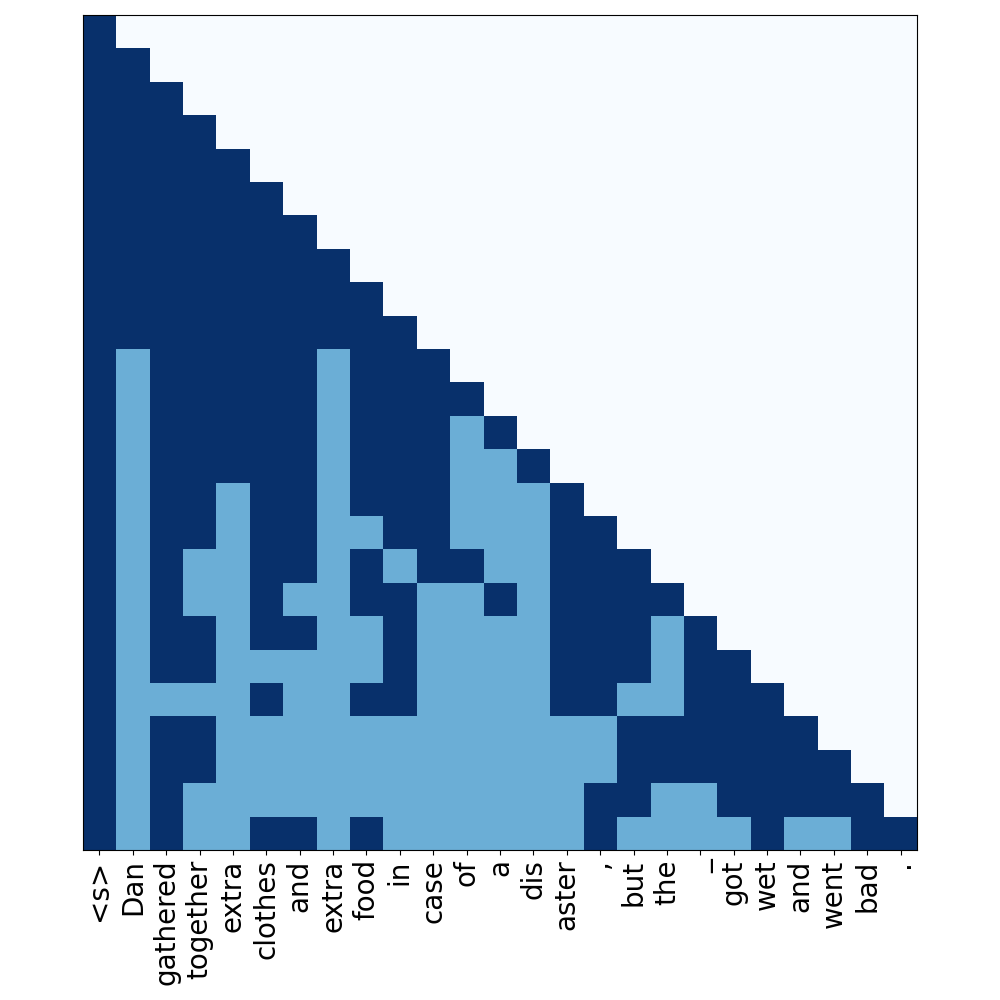 <s>
Dan
gathered
together
extra
clothes
and
extra
food
in
case
of
a
dis
aster
,
but
the
_
got
wet
and
went
bad
.